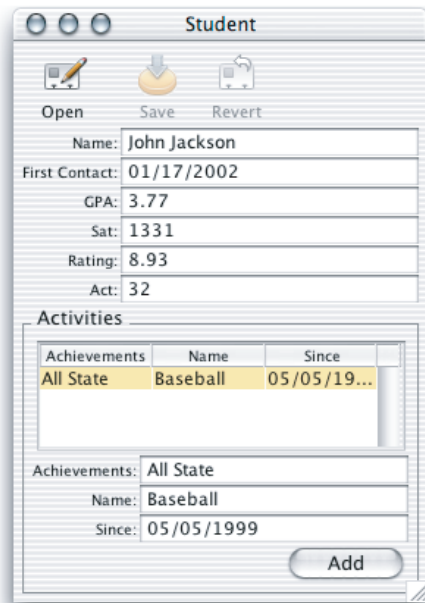 Student
Open Save Revert
Name: John Jackson
First Contact: 01/17/2002
GPA: 3.77
Sat: 1331
Rating: 8.93
Act: 32
Activities
Achievements Name Since
All State Baseball 05/05/19...
Achievements: All State
Name: Baseball
Since: 05/05/1999
Add